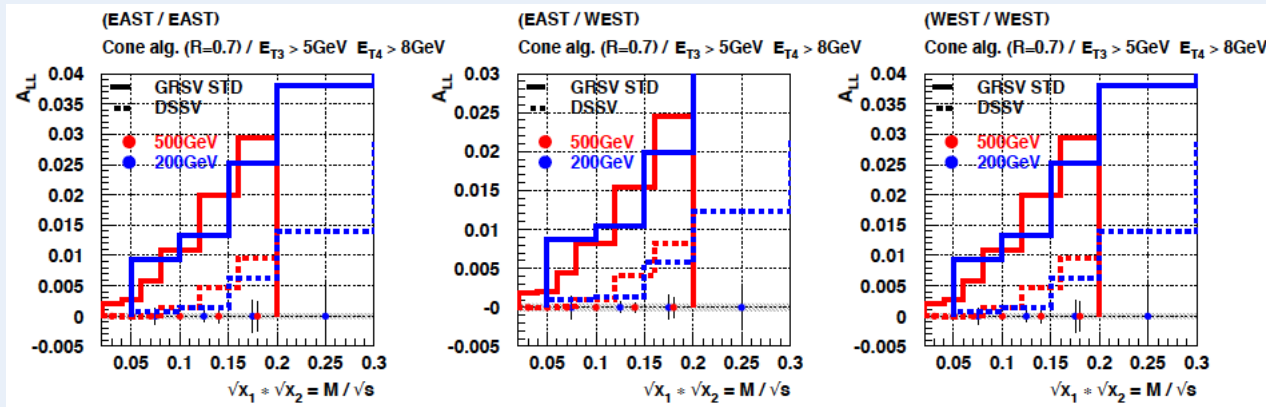 (EAST / EAST)
Cone alg. (R=0.7) / E_T3 > 5GeV E_T4 > 8GeV
A_LL
0.04
0.035
0.03
0.025
0.02
0.015
0.01
0.005
0
-0.005
GRSV STD
DSSV
500GeV
200GeV
0.05 0.1 0.15 0.2 0.25 0.3
√x₁ * √x₂ = M / √s
(EAST / WEST)
Cone alg. (R=0.7) / E_T3 > 5GeV E_T4 > 8GeV
A_LL
0.03
0.025
0.02
0.015
0.01
0.005
-0
-0.005
GRSV STD
DSSV
500GeV
200GeV
0.05 0.1 0.15 0.2 0.25 0.3
√x₁ * √x₂ = M / √s
(WEST / WEST)
Cone alg. (R=0.7) / E_T3 > 5GeV E_T4 > 8GeV
A_LL
0.04
0.035
0.03
0.025
0.02
0.015
0.01
0.005
0
-0.005
GRSV STD
DSSV
500GeV
200GeV
0.05 0.1 0.15 0.2 0.25 0.3
√x₁ * √x₂ = M / √s